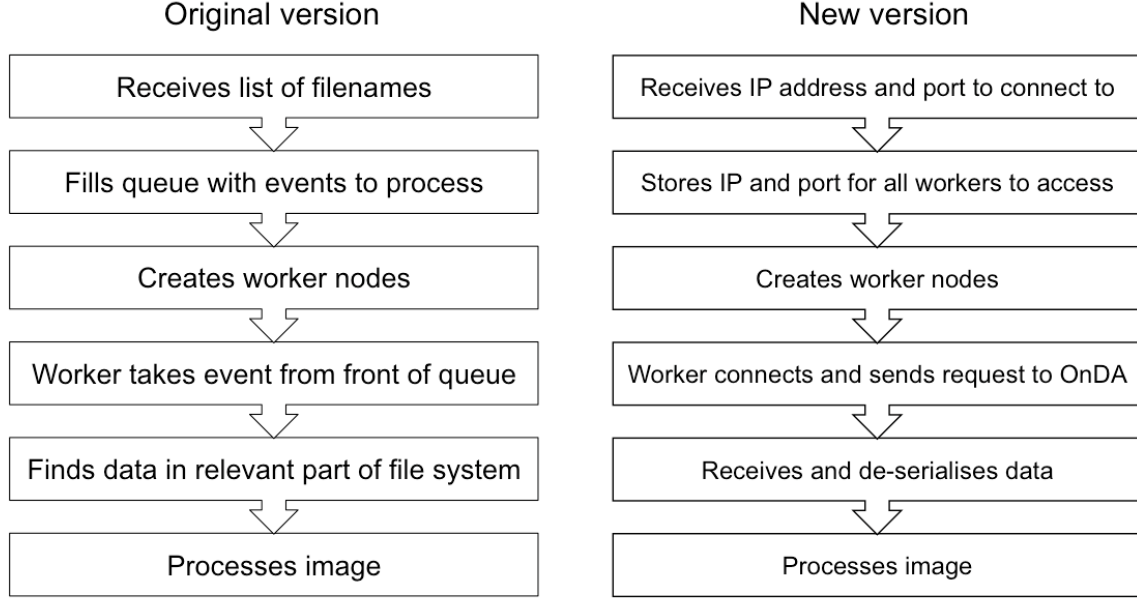 Original version
Receives list of filenames
Fills queue with events to process
Creates worker nodes
Worker takes event from front of queue
Finds data in relevant part of file system
Processes image
New version
Receives IP address and port to connect to
Stores IP and port for all workers to access
Creates worker nodes
Worker connects and sends request to OnDA
Receives and de-serialises data
Processes image